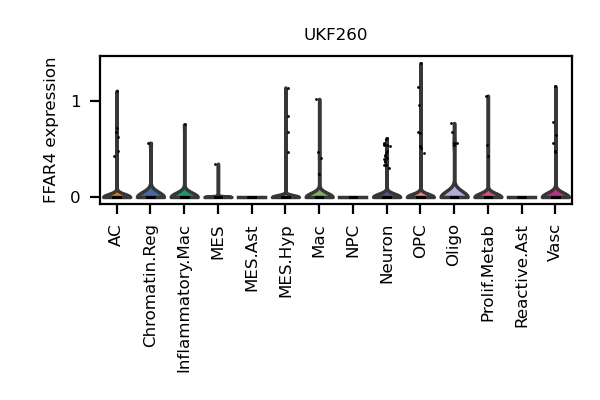 UKF260
FFAR4 expression
1
0
AC
Chromatin.Reg
Inflammatory.Mac
MES
MES.Ast
MES.Hyp
Mac
NPC
Neuron
OPC
Oligo
Prolif.Metab
Reactive.Ast
Vasc